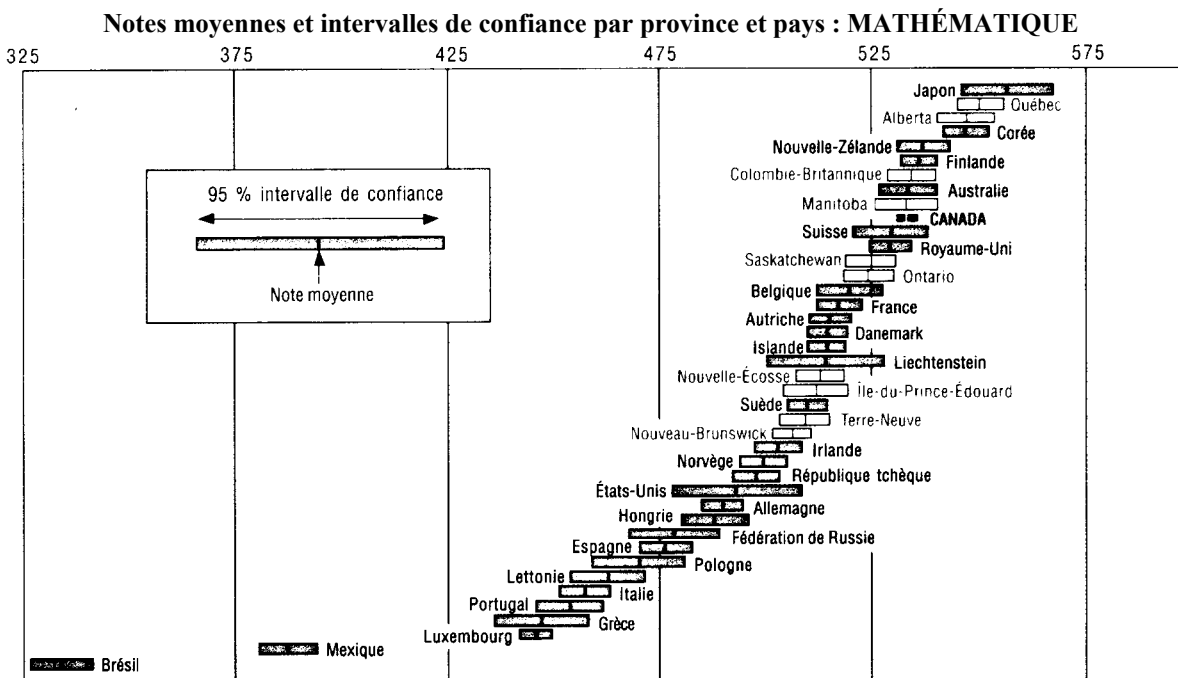 Notes moyennes et intervalles de confiance par province et pays : MATHÉMATIQUE
325 375 425 475 525 575
Japon
Québec
Alberta
Corée
Nouvelle-Zélande
Finlande
Colombie-Britannique
95 % intervalle de confiance
Australie
Manitoba
CANADA
Suisse
Royaume-Uni
Saskatchewan
Ontario
Note moyenne
Belgique
France
Autriche
Danemark
Islande
Liechtenstein
Nouvelle-Écosse
Île-du-Prince-Édouard
Suède
Terre-Neuve
Nouveau-Brunswick
Irlande
Norvège
République tchèque
États-Unis
Allemagne
Hongrie
Fédération de Russie
Espagne
Pologne
Lettonie
Italie
Portugal
Grèce
Luxembourg
Mexique
Brésil